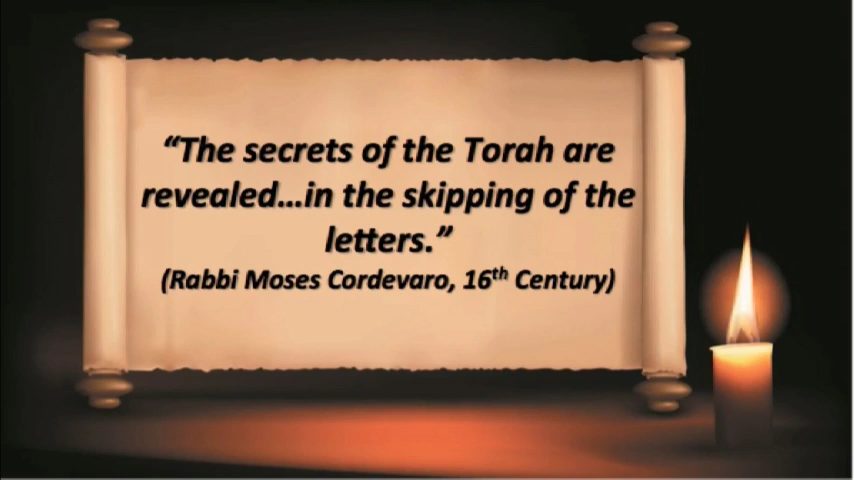 “The secrets of the Torah are
revealed...in the skipping of the
letters.”
(Rabbi Moses Cordevaro, 16th Century)